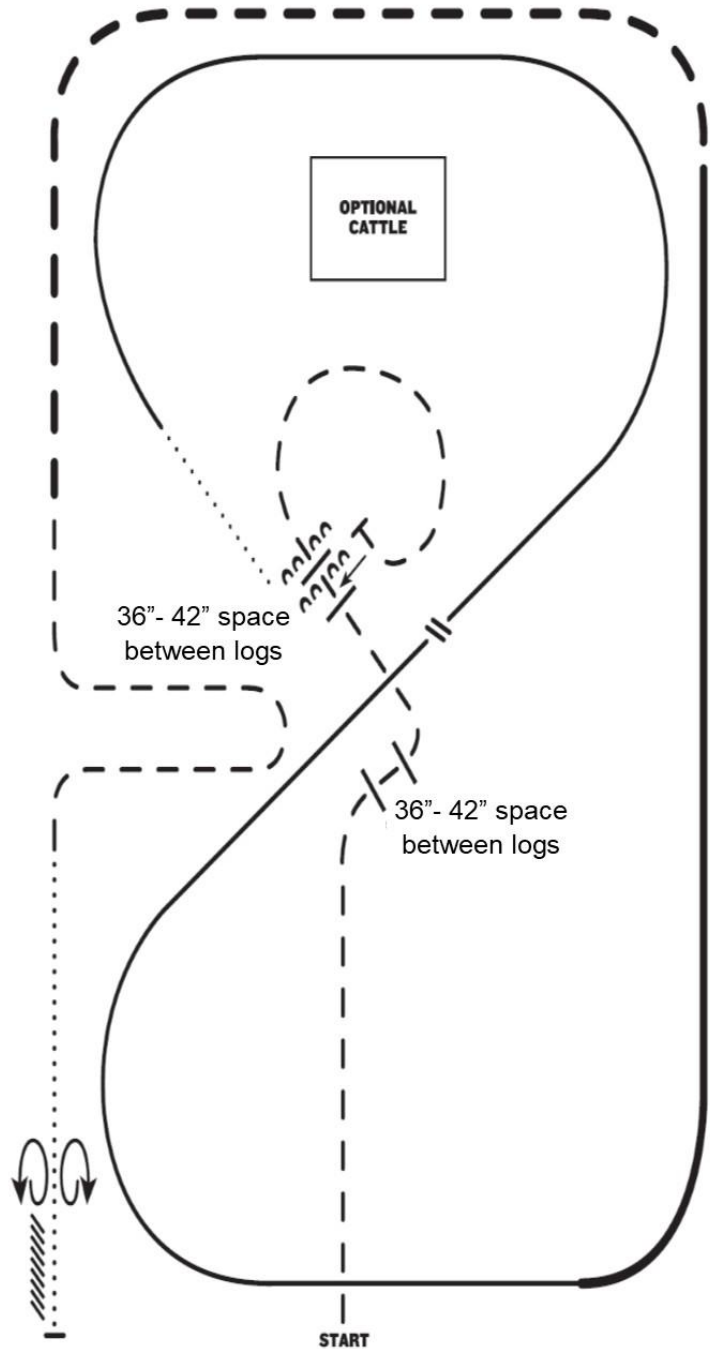 OPTIONAL
CATTLE
36”- 42” space
between logs
36”- 42” space
between logs
START